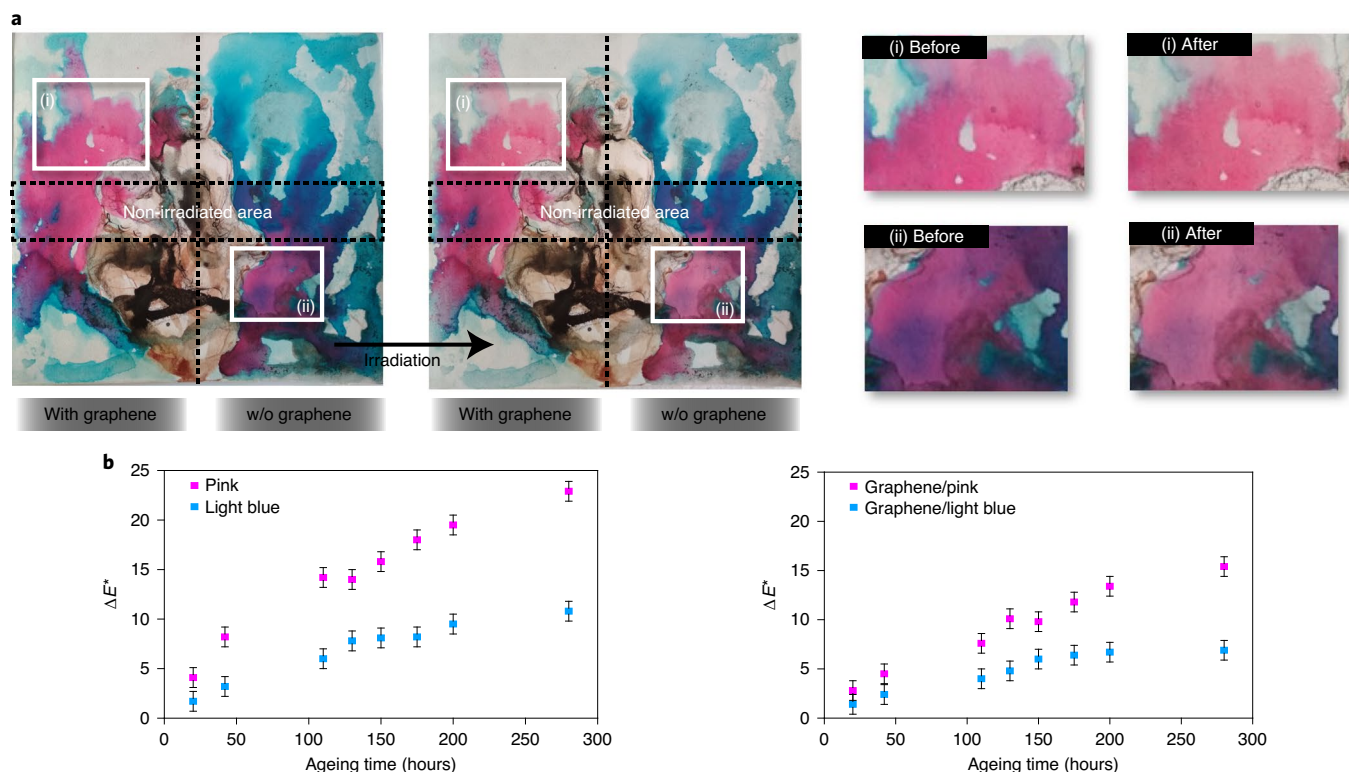 a
(i)
(ii)
Non-irradiated area
Irradiation
(i)
(ii)
Non-irradiated area
With graphene
w/o graphene
With graphene
w/o graphene
(i) Before
(i) After
(ii) Before
(ii) After
b
25
20
15
10
5
0
ΔE*
Pink
Light blue
0 50 100 150 200 250 300
Ageing time (hours)
25
20
15
10
5
0
ΔE*
Graphene/pink
Graphene/light blue
0 50 100 150 200 250 300
Ageing time (hours)